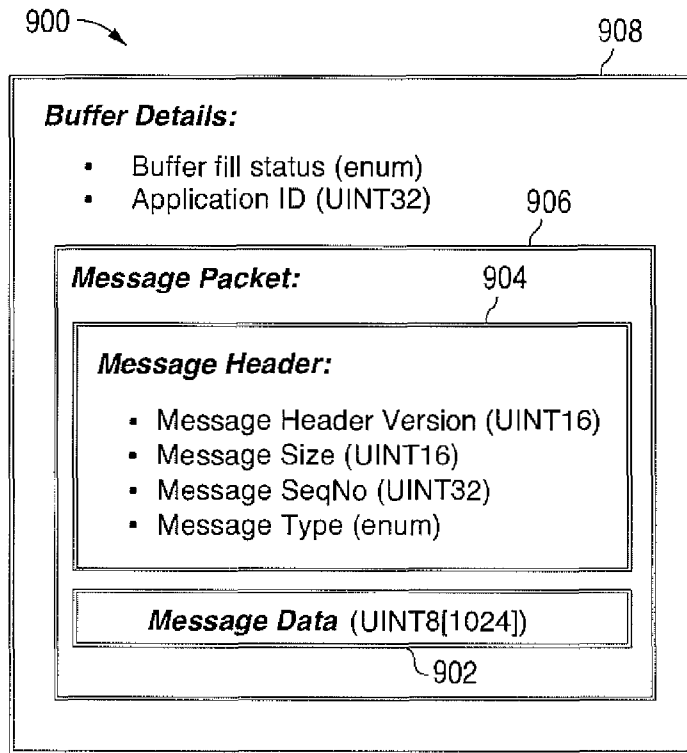 900
908
Buffer Details:
▪ Buffer fill status (enum)
▪ Application ID (UINT32)
906
Message Packet:
904
Message Header:
▪ Message Header Version (UINT16)
▪ Message Size (UINT16)
▪ Message SeqNo (UINT32)
▪ Message Type (enum)
Message Data (UINT8[1024])
902